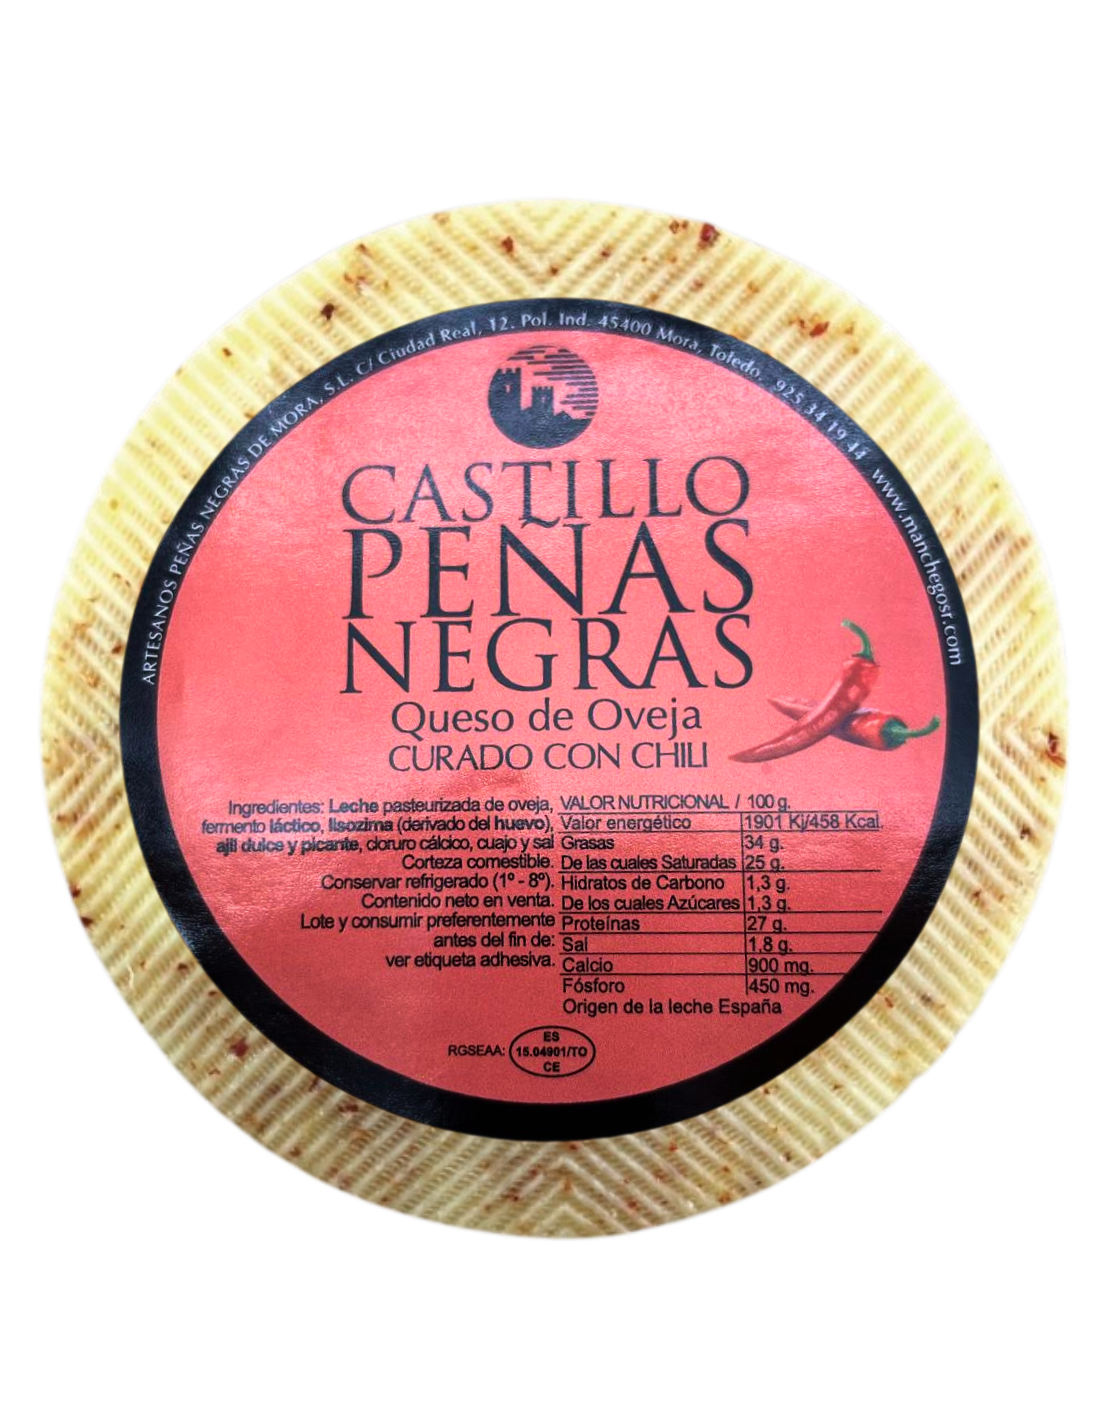 ARTESANOS PEÑAS NEGRAS DE MORA, S.L. C/ Ciudad Real, 12. Pol. Ind. 45400 Mora, Toledo. 925 34 19 44 www.manchegosr.com
CASTILLO
PEÑAS
NEGRAS
Queso de Oveja
CURADO CON CHILI
Ingredientes: Leche pasteurizada de oveja,
fermento láctico, lisozima (derivado del huevo),
ajil dulce y picante, cloruro cálcico, cuajo y sal
Corteza comestible.
Conservar refrigerado (1º - 8º).
Contenido neto en venta.
Lote y consumir preferentemente
antes del fin de:
ver etiqueta adhesiva.
VALOR NUTRICIONAL / 100 g.
Valor energético 1901 Kj/458 Kcal.
Grasas 34 g.
De las cuales Saturadas 25 g.
Hidratos de Carbono 1,3 g.
De los cuales Azúcares 1,3 g.
Proteínas 27 g.
Sal 1,8 g.
Calcio 900 mg.
Fósforo 450 mg.
Origen de la leche España
RGSEAA:
ES
15.04901/TO
CE